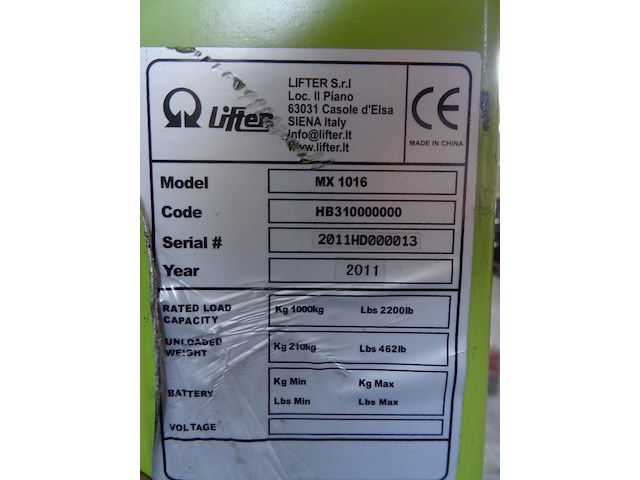 Lifter
LIFTER S.r.l
Loc. Il Piano
63031 Casole d'Elsa
SIENA Italy
Info@lifter.it
www.lifter.it
CE
MADE IN CHINA
Model MX 1016
Code HB310000000
Serial # 2011HD000013
Year 2011
RATED LOAD CAPACITY Kg 1000kg Lbs 2200lb
UNLOADED WEIGHT Kg 210kg Lbs 462lb
BATTERY Kg Min Kg Max
Lbs Min Lbs Max
VOLTAGE